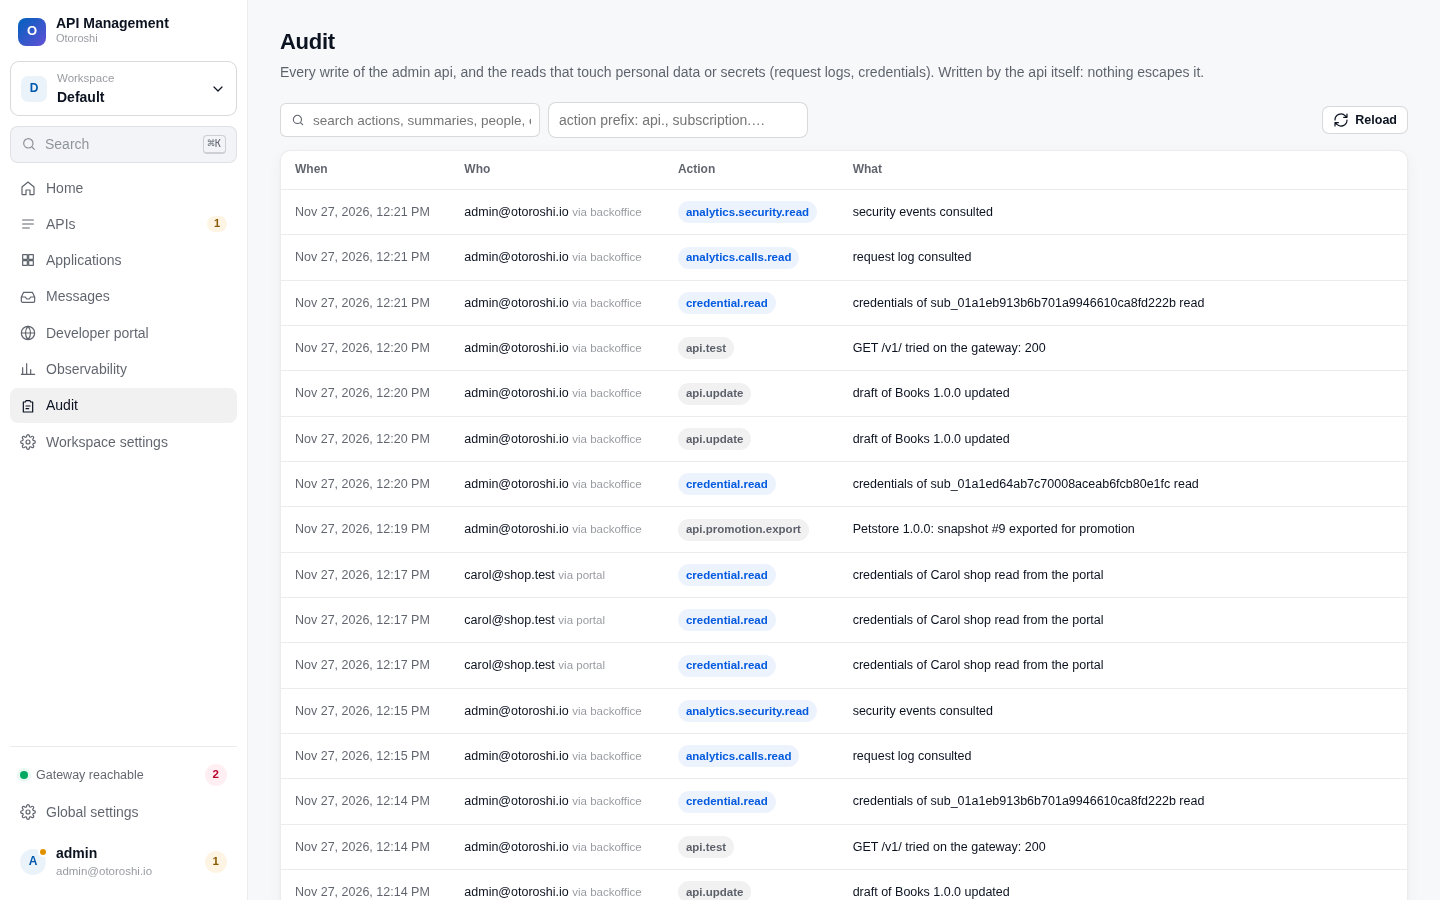 O
API Management
Otoroshi
D
Workspace
Default
Search
⌘K
Home
APIs
1
Applications
Messages
Developer portal
Observability
Audit
Workspace settings
Gateway reachable
2
Global settings
A
admin
admin@otoroshi.io
1
Audit
Every write of the admin api, and the reads that touch personal data or secrets (request logs, credentials). Written by the api itself: nothing escapes it.
search actions, summaries, people,
action prefix: api., subscription.…
Reload
When Who Action What
Nov 27, 2026, 12:21 PM admin@otoroshi.io via backoffice analytics.security.read security events consulted
Nov 27, 2026, 12:21 PM admin@otoroshi.io via backoffice analytics.calls.read request log consulted
Nov 27, 2026, 12:21 PM admin@otoroshi.io via backoffice credential.read credentials of sub_01a1eb913b6b701a9946610ca8fd222b read
Nov 27, 2026, 12:20 PM admin@otoroshi.io via backoffice api.test GET /v1/ tried on the gateway: 200
Nov 27, 2026, 12:20 PM admin@otoroshi.io via backoffice api.update draft of Books 1.0.0 updated
Nov 27, 2026, 12:20 PM admin@otoroshi.io via backoffice api.update draft of Books 1.0.0 updated
Nov 27, 2026, 12:20 PM admin@otoroshi.io via backoffice credential.read credentials of sub_01a1ed64ab7c70008aceab6fcb80e1fc read
Nov 27, 2026, 12:19 PM admin@otoroshi.io via backoffice api.promotion.export Petstore 1.0.0: snapshot #9 exported for promotion
Nov 27, 2026, 12:17 PM carol@shop.test via portal credential.read credentials of Carol shop read from the portal
Nov 27, 2026, 12:17 PM carol@shop.test via portal credential.read credentials of Carol shop read from the portal
Nov 27, 2026, 12:17 PM carol@shop.test via portal credential.read credentials of Carol shop read from the portal
Nov 27, 2026, 12:15 PM admin@otoroshi.io via backoffice analytics.security.read security events consulted
Nov 27, 2026, 12:15 PM admin@otoroshi.io via backoffice analytics.calls.read request log consulted
Nov 27, 2026, 12:14 PM admin@otoroshi.io via backoffice credential.read credentials of sub_01a1eb913b6b701a9946610ca8fd222b read
Nov 27, 2026, 12:14 PM admin@otoroshi.io via backoffice api.test GET /v1/ tried on the gateway: 200
Nov 27, 2026, 12:14 PM admin@otoroshi.io via backoffice api.update draft of Books 1.0.0 updated